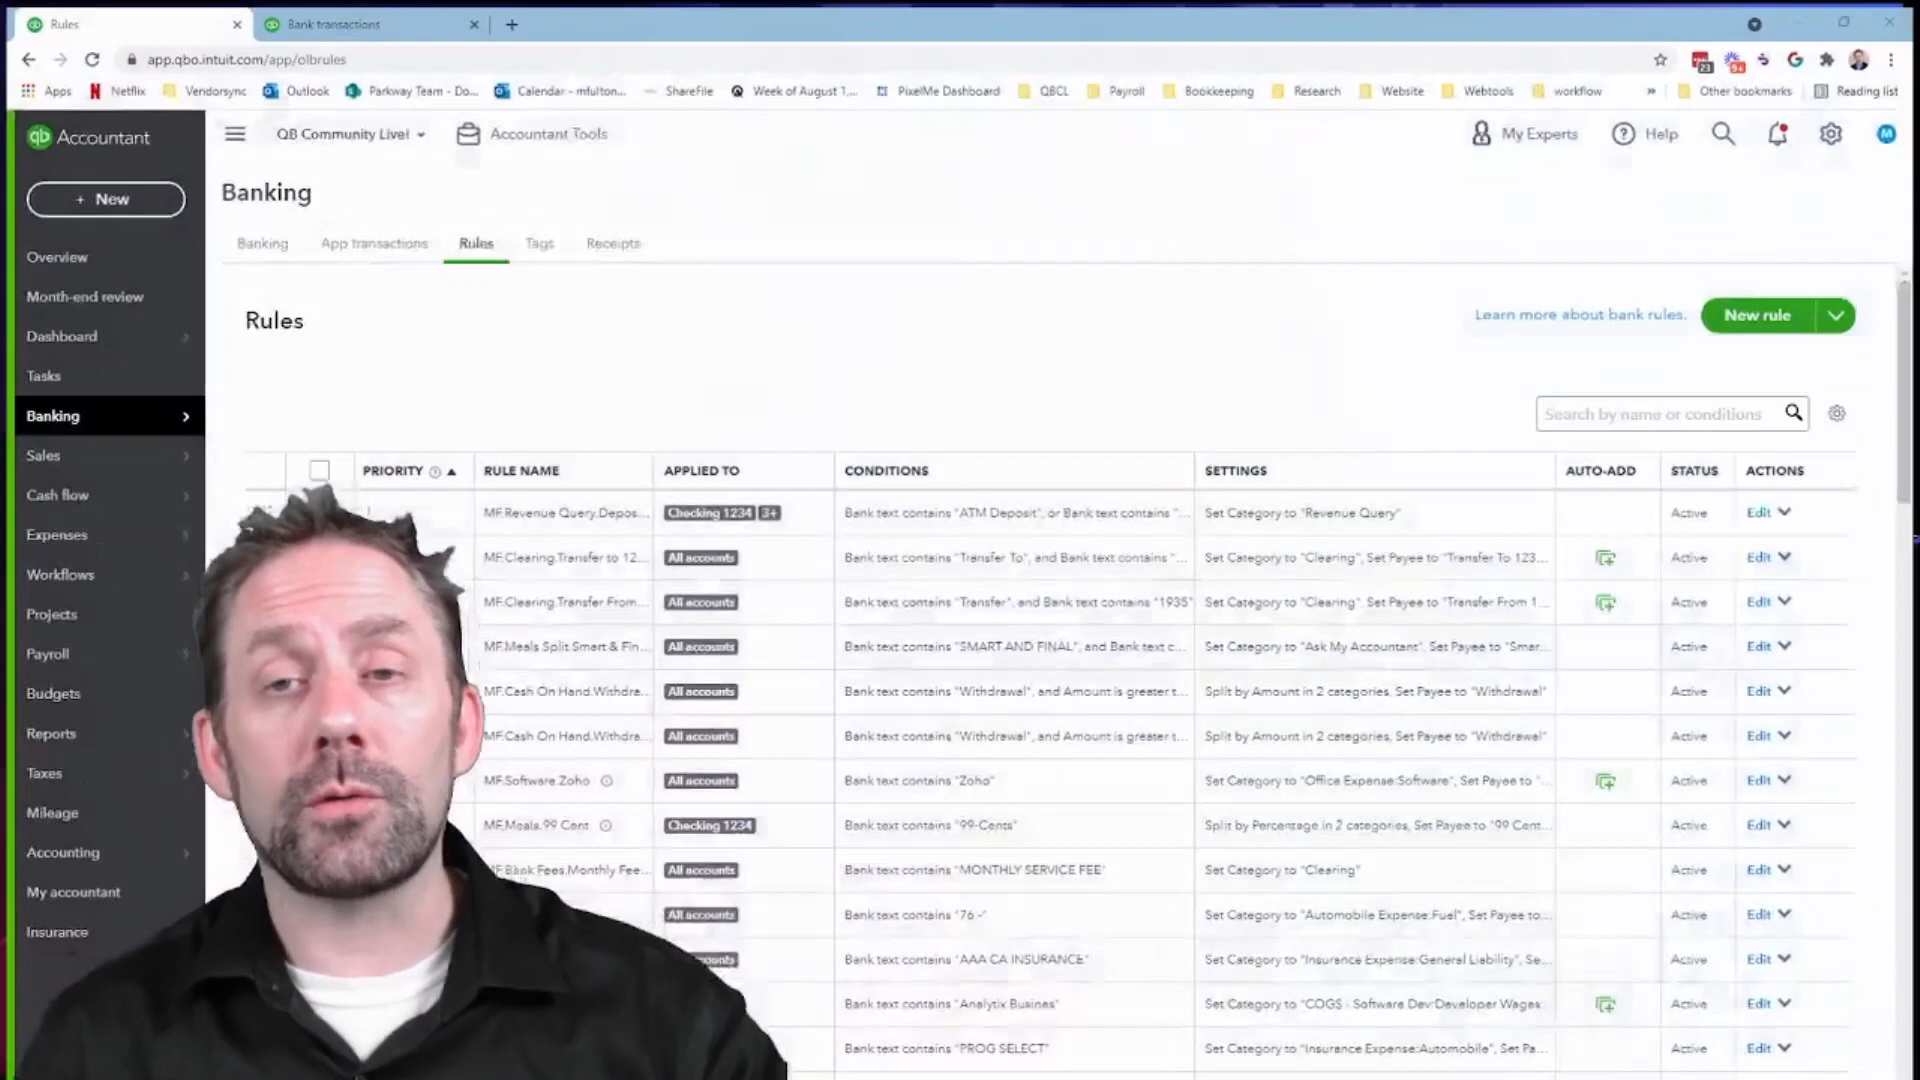 Rules
Bank transactions
app.qbo.intuit.com/app/olbrules
Apps
Netflix
Vendorsync
Outlook
Parkway Team - Do...
Calendar - mfulton...
ShareFile
Week of August 1,...
PixelMe Dashboard
QBCL
Payroll
Bookkeeping
Research
Website
Webtools
workflow
»
Other bookmarks
Reading list
23
9+
qb Accountant
QB Community Live!
Accountant Tools
My Experts
Help
M
+ New
Banking
Banking
App transactions
Rules
Tags
Receipts
Overview
Month-end review
Dashboard
Tasks
Banking
Sales
Cash flow
Expenses
Workflows
Projects
Payroll
Budgets
Reports
Taxes
Mileage
Accounting
My accountant
Insurance
Rules
Learn more about bank rules.
New rule
Search by name or conditions
PRIORITY RULE NAME APPLIED TO CONDITIONS SETTINGS AUTO-ADD STATUS ACTIONS
MF.Revenue Query.Depos... Checking 1234 3+ Bank text contains "ATM Deposit", or Bank text contains "... Set Category to "Revenue Query" Active Edit
MF.Clearing.Transfer to 12... All accounts Bank text contains "Transfer To", and Bank text contains "... Set Category to "Clearing", Set Payee to "Transfer To 123... Active Edit
MF.Clearing.Transfer From... All accounts Bank text contains "Transfer", and Bank text contains "1935" Set Category to "Clearing", Set Payee to "Transfer From 1... Active Edit
MF.Meals Split Smart & Fin... All accounts Bank text contains "SMART AND FINAL", and Bank text c... Set Category to "Ask My Accountant", Set Payee to "Smar... Active Edit
MF.Cash On Hand.Withdra... All accounts Bank text contains "Withdrawal", and Amount is greater t... Split by Amount in 2 categories, Set Payee to "Withdrawal" Active Edit
MF.Cash On Hand.Withdra... All accounts Bank text contains "Withdrawal", and Amount is greater t... Split by Amount in 2 categories, Set Payee to "Withdrawal" Active Edit
MF.Software.Zoho All accounts Bank text contains "Zoho" Set Category to "Office Expense:Software", Set Payee to "... Active Edit
MF.Meals.99 Cent Checking 1234 Bank text contains "99-Cents" Split by Percentage in 2 categories, Set Payee to "99 Cent... Active Edit
MF.Bank Fees.Monthly Fee... All accounts Bank text contains "MONTHLY SERVICE FEE" Set Category to "Clearing" Active Edit
All accounts Bank text contains "76 -" Set Category to "Automobile Expense:Fuel", Set Payee to... Active Edit
counts Bank text contains "AAA CA INSURANCE" Set Category to "Insurance Expense:General Liability", Se... Active Edit
Bank text contains "Analytix Busines" Set Category to "COGS - Software Dev:Developer Wages Active Edit
Bank text contains "PROG SELECT" Set Category to "Insurance Expense:Automobile", Set Pa... Active Edit